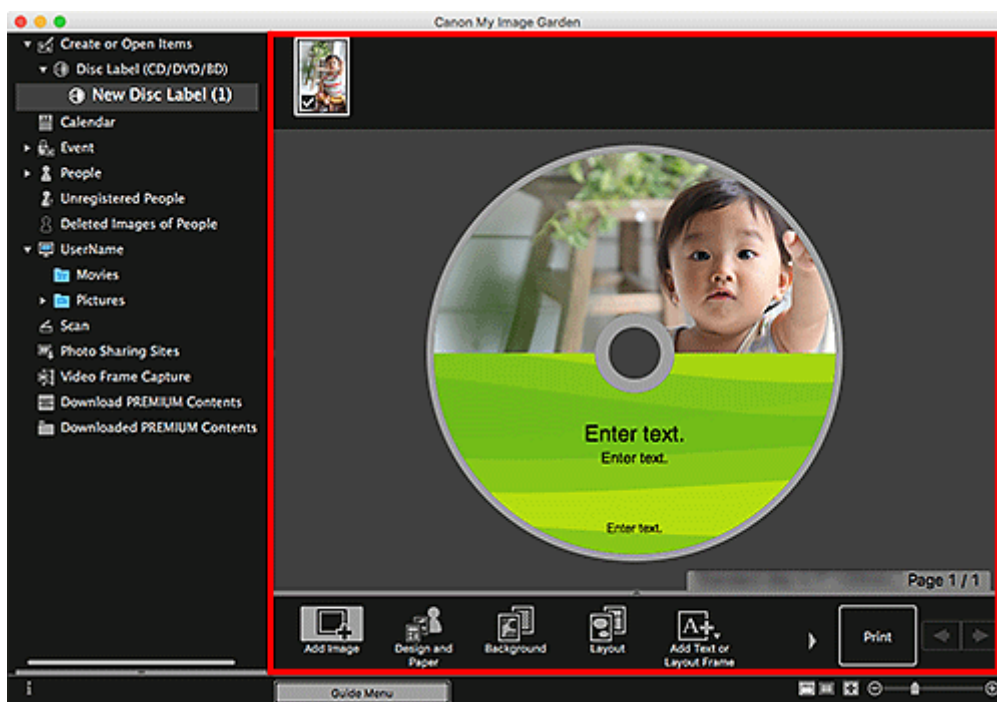 Canon My Image Garden
Create or Open Items
Disc Label (CD/DVD/BD)
New Disc Label (1)
Calendar
Event
People
Unregistered People
Deleted Images of People
UserName
Movies
Pictures
Scan
Photo Sharing Sites
Video Frame Capture
Download PREMIUM Contents
Downloaded PREMIUM Contents
Enter text.
Enter text.
Enter text.
Page 1 / 1
Add Image
Design and
Paper
Background
Layout
Add Text or
Layout Frame
Print
Guide Menu